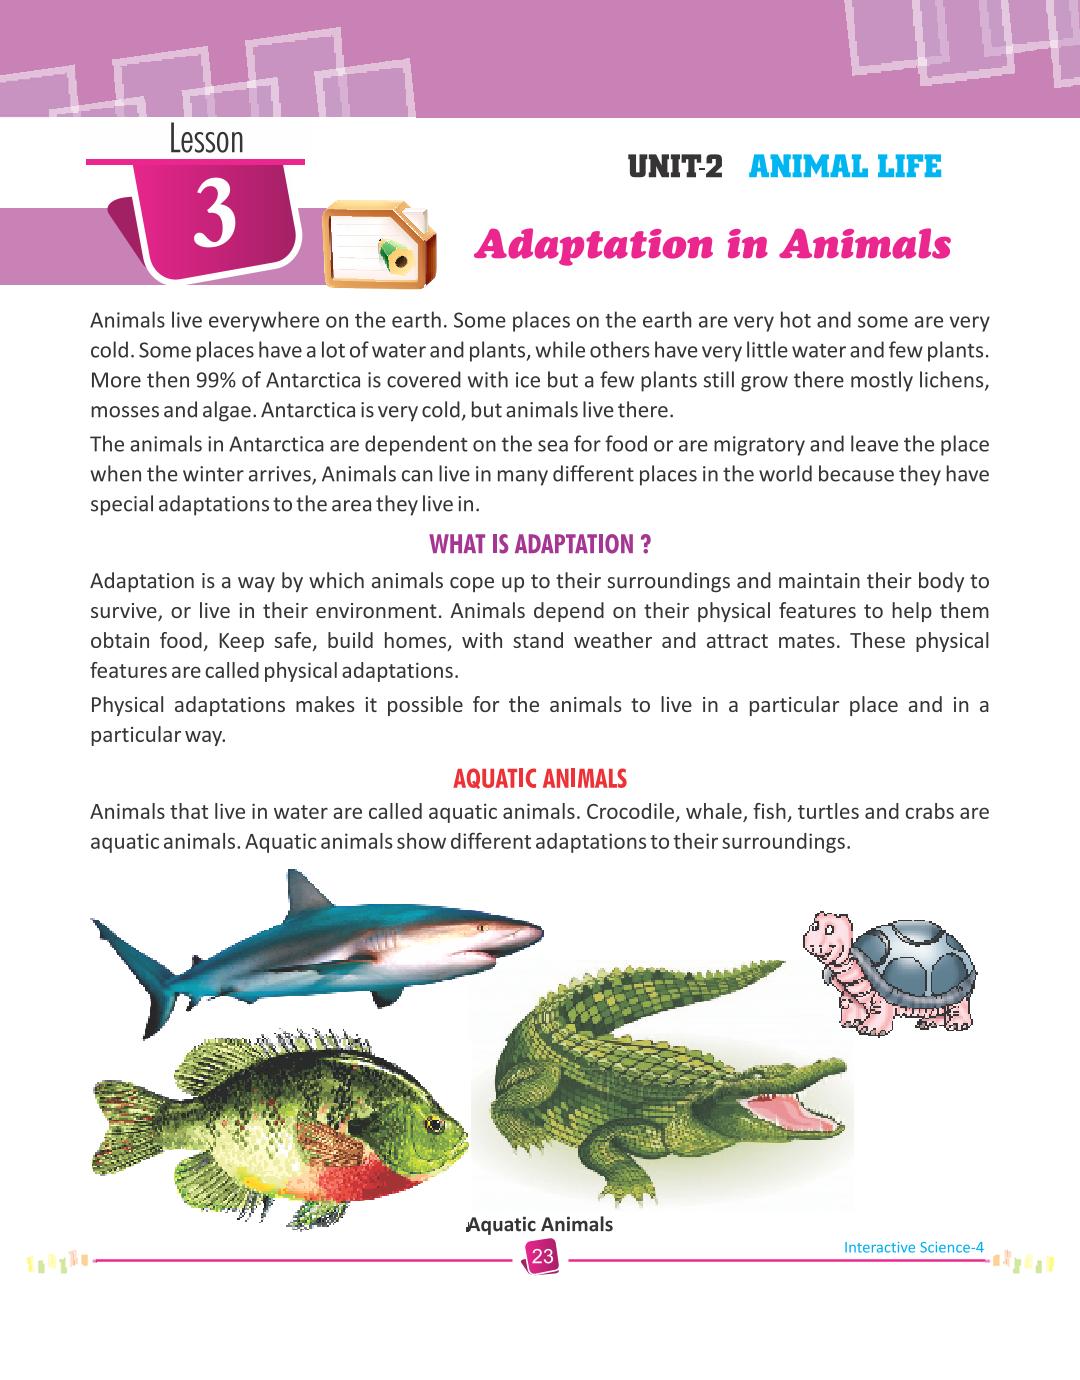 Lesson
3
UNIT-2 ANIMAL LIFE
Adaptation in Animals
Animals live everywhere on the earth. Some places on the earth are very hot and some are very
cold. Some places have a lot of water and plants, while others have very little water and few plants.
More then 99% of Antarctica is covered with ice but a few plants still grow there mostly lichens,
mosses and algae. Antarctica is very cold, but animals live there.
The animals in Antarctica are dependent on the sea for food or are migratory and leave the place
when the winter arrives, Animals can live in many different places in the world because they have
special adaptations to the area they live in.
WHAT IS ADAPTATION ?
Adaptation is a way by which animals cope up to their surroundings and maintain their body to
survive, or live in their environment. Animals depend on their physical features to help them
obtain food, Keep safe, build homes, with stand weather and attract mates. These physical
features are called physical adaptations.
Physical adaptations makes it possible for the animals to live in a particular place and in a
particular way.
AQUATIC ANIMALS
Animals that live in water are called aquatic animals. Crocodile, whale, fish, turtles and crabs are
aquatic animals. Aquatic animals show different adaptations to their surroundings.
Aquatic Animals
Interactive Science-4
23